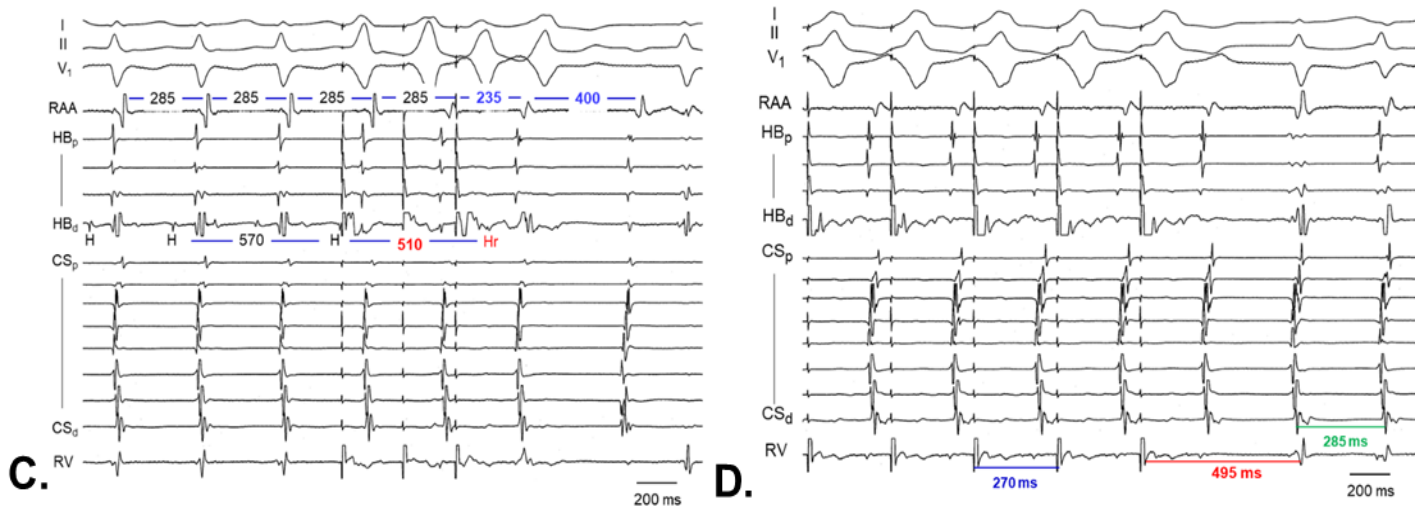 I
II
V1
RAA
285 285 285 285 235 400
HBp
HBd
H H 570 H 510 Hr
CSp
CSd
RV
200 ms
C.
I
II
V1
RAA
HBp
HBd
CSp
CSd
285 ms
RV
270 ms 495 ms
200 ms
D.